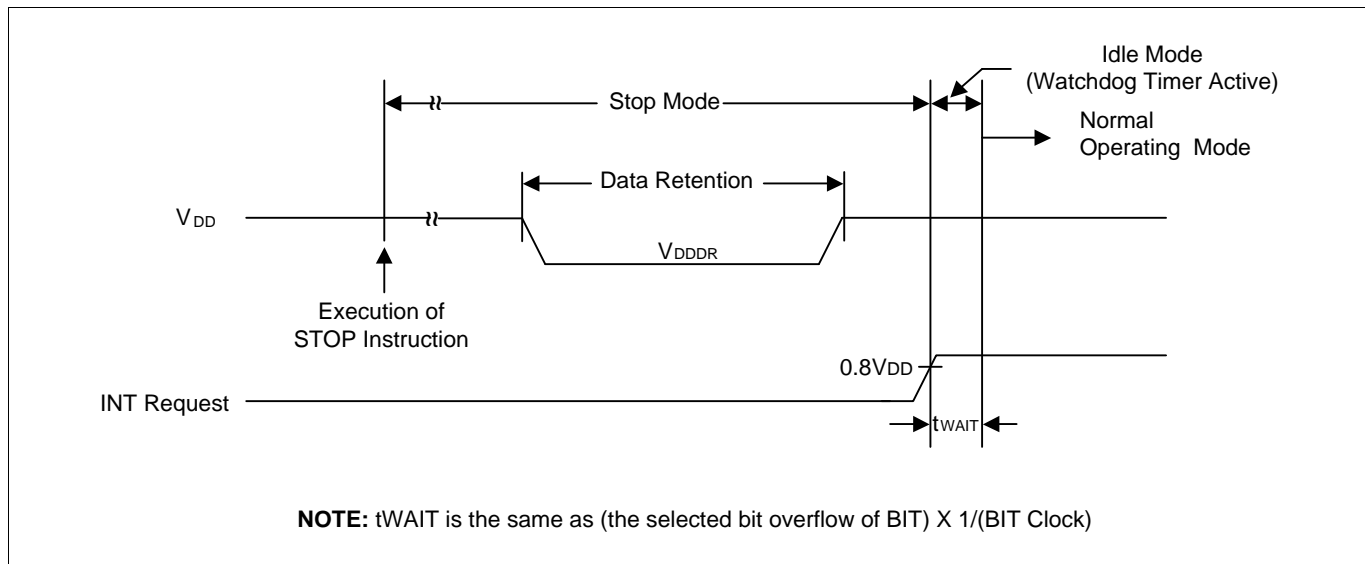 Idle Mode
(Watchdog Timer Active)
Stop Mode
Normal
Operating Mode
Data Retention
VDD
VDDDR
Execution of
STOP Instruction
0.8VDD
INT Request
tWAIT
NOTE: tWAIT is the same as (the selected bit overflow of BIT) X 1/(BIT Clock)